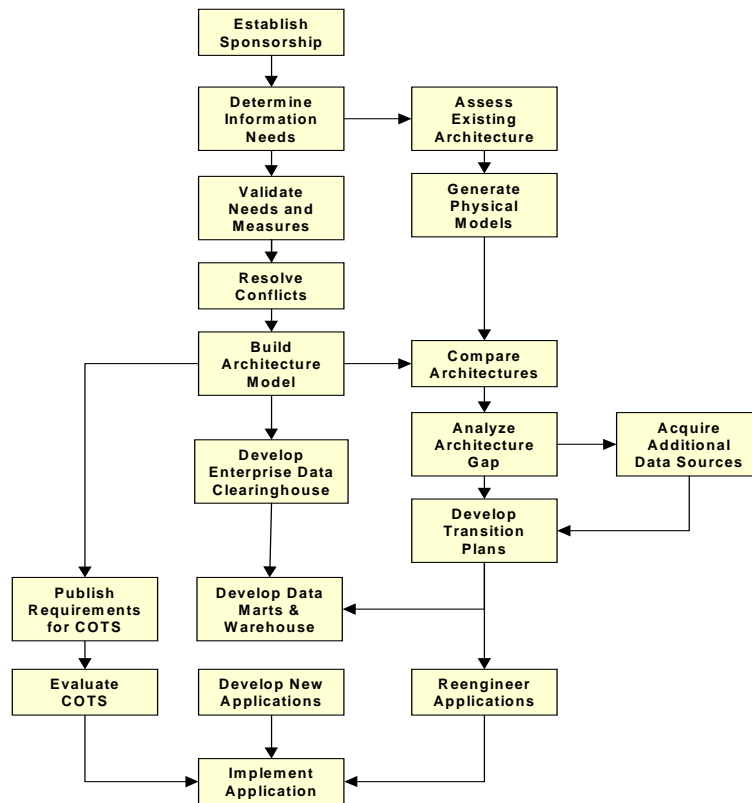 Establish
Sponsorship
Determine
Information
Needs
Assess
Existing
Architecture
Validate
Needs and
Measures
Generate
Physical
Models
Resolve
Conflicts
Build
Architecture
Model
Compare
Architectures
Analyze
Architecture
Gap
Acquire
Additional
Data Sources
Develop
Enterprise Data
Clearinghouse
Develop
Transition
Plans
Publish
Requirements
for COTS
Develop Data
Marts &
Warehouse
Evaluate
COTS
Develop New
Applications
Reengineer
Applications
Implement
Application